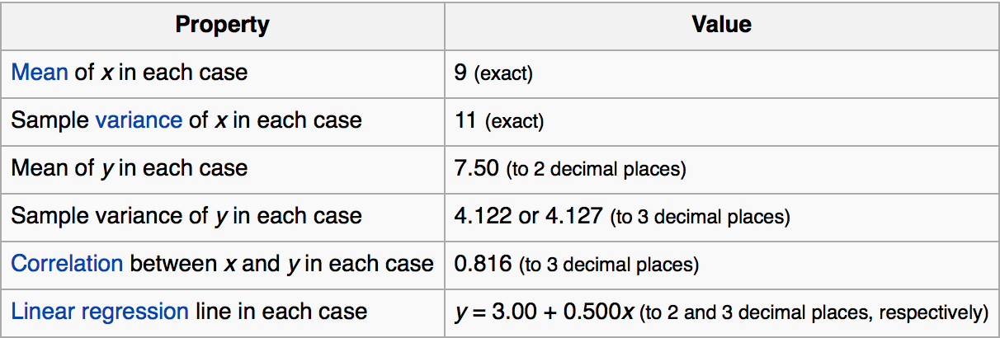 Property Value
Mean of x in each case 9 (exact)
Sample variance of x in each case 11 (exact)
Mean of y in each case 7.50 (to 2 decimal places)
Sample variance of y in each case 4.122 or 4.127 (to 3 decimal places)
Correlation between x and y in each case 0.816 (to 3 decimal places)
Linear regression line in each case y = 3.00 + 0.500x (to 2 and 3 decimal places, respectively)